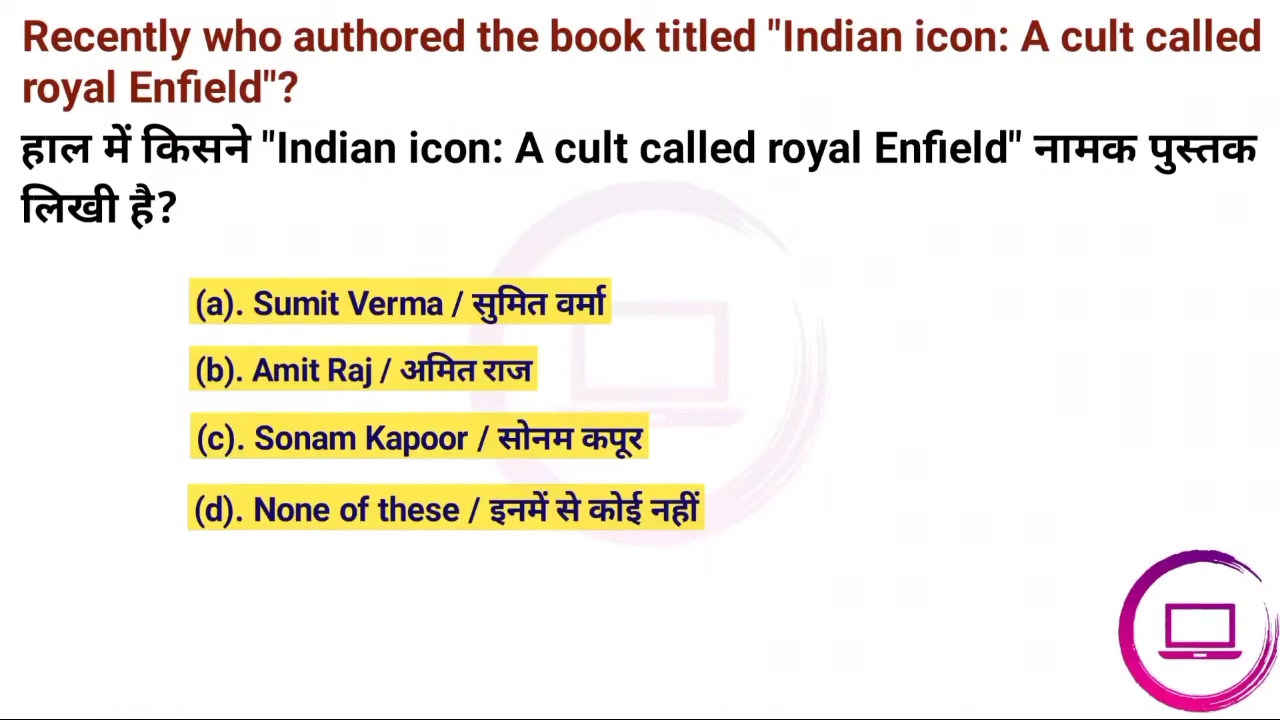 Recently who authored the book titled "Indian icon: A cult called
royal Enfield"?
हाल में किसने "Indian icon: A cult called royal Enfield" नामक पुस्तक
लिखी है?
(a). Sumit Verma / सुमित वर्मा
(b). Amit Raj / अमित राज
(c). Sonam Kapoor / सोनम कपूर
(d). None of these / इनमें से कोई नहीं